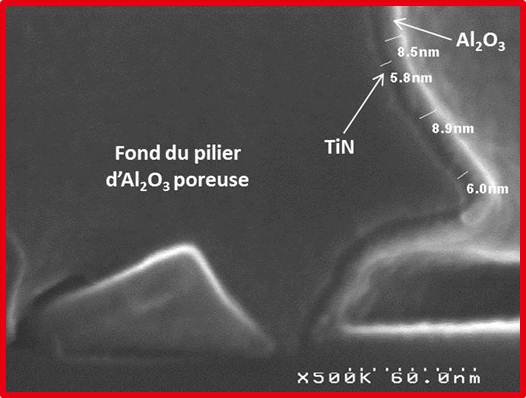 Al₂O₃
8.5nm
5.8nm
TiN
8.9nm
Fond du pilier
d'Al₂O₃ poreuse
6.0nm
X500K 60.0nm